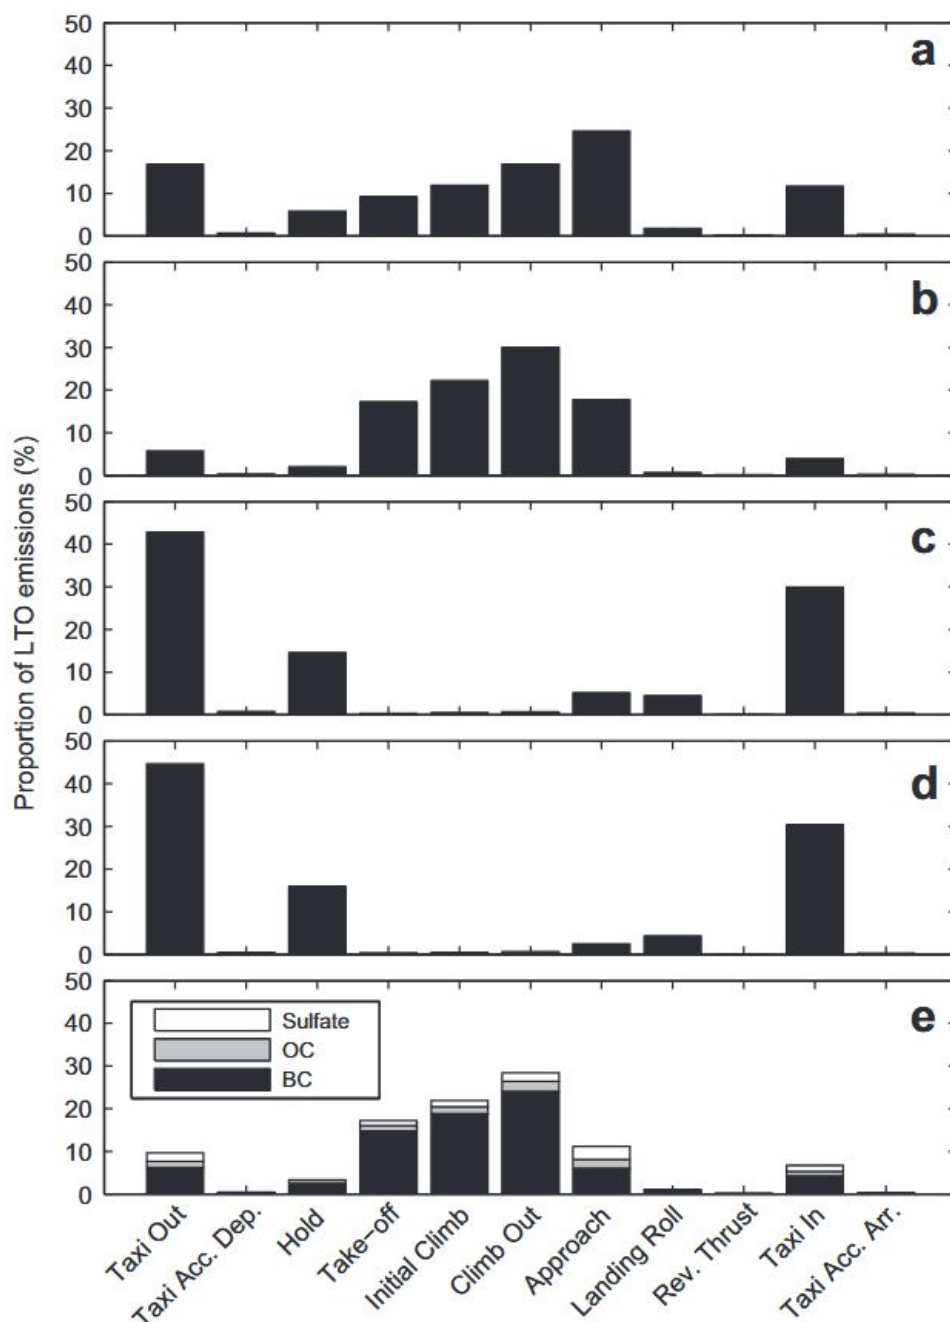 50
40
30
20
10
0
a
50
40
30
20
10
0
b
50
40
30
20
10
0
c
50
40
30
20
10
0
d
50
40
30
20
10
0
e
Proportion of LTO emissions (%)
Sulfate
OC
BC
Taxi Out
Taxi Acc. Dep.
Hold
Take−off
Initial Climb
Climb Out
Approach
Landing Roll
Rev. Thrust
Taxi In
Taxi Acc. Arr.